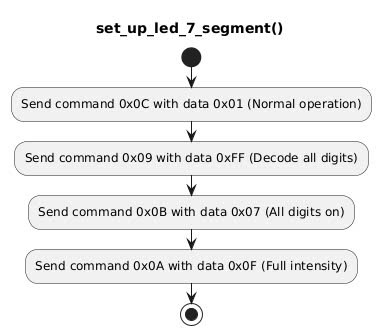 set_up_led_7_segment()
Send command 0x0C with data 0x01 (Normal operation)
Send command 0x09 with data 0xFF (Decode all digits)
Send command 0x0B with data 0x07 (All digits on)
Send command 0x0A with data 0x0F (Full intensity)